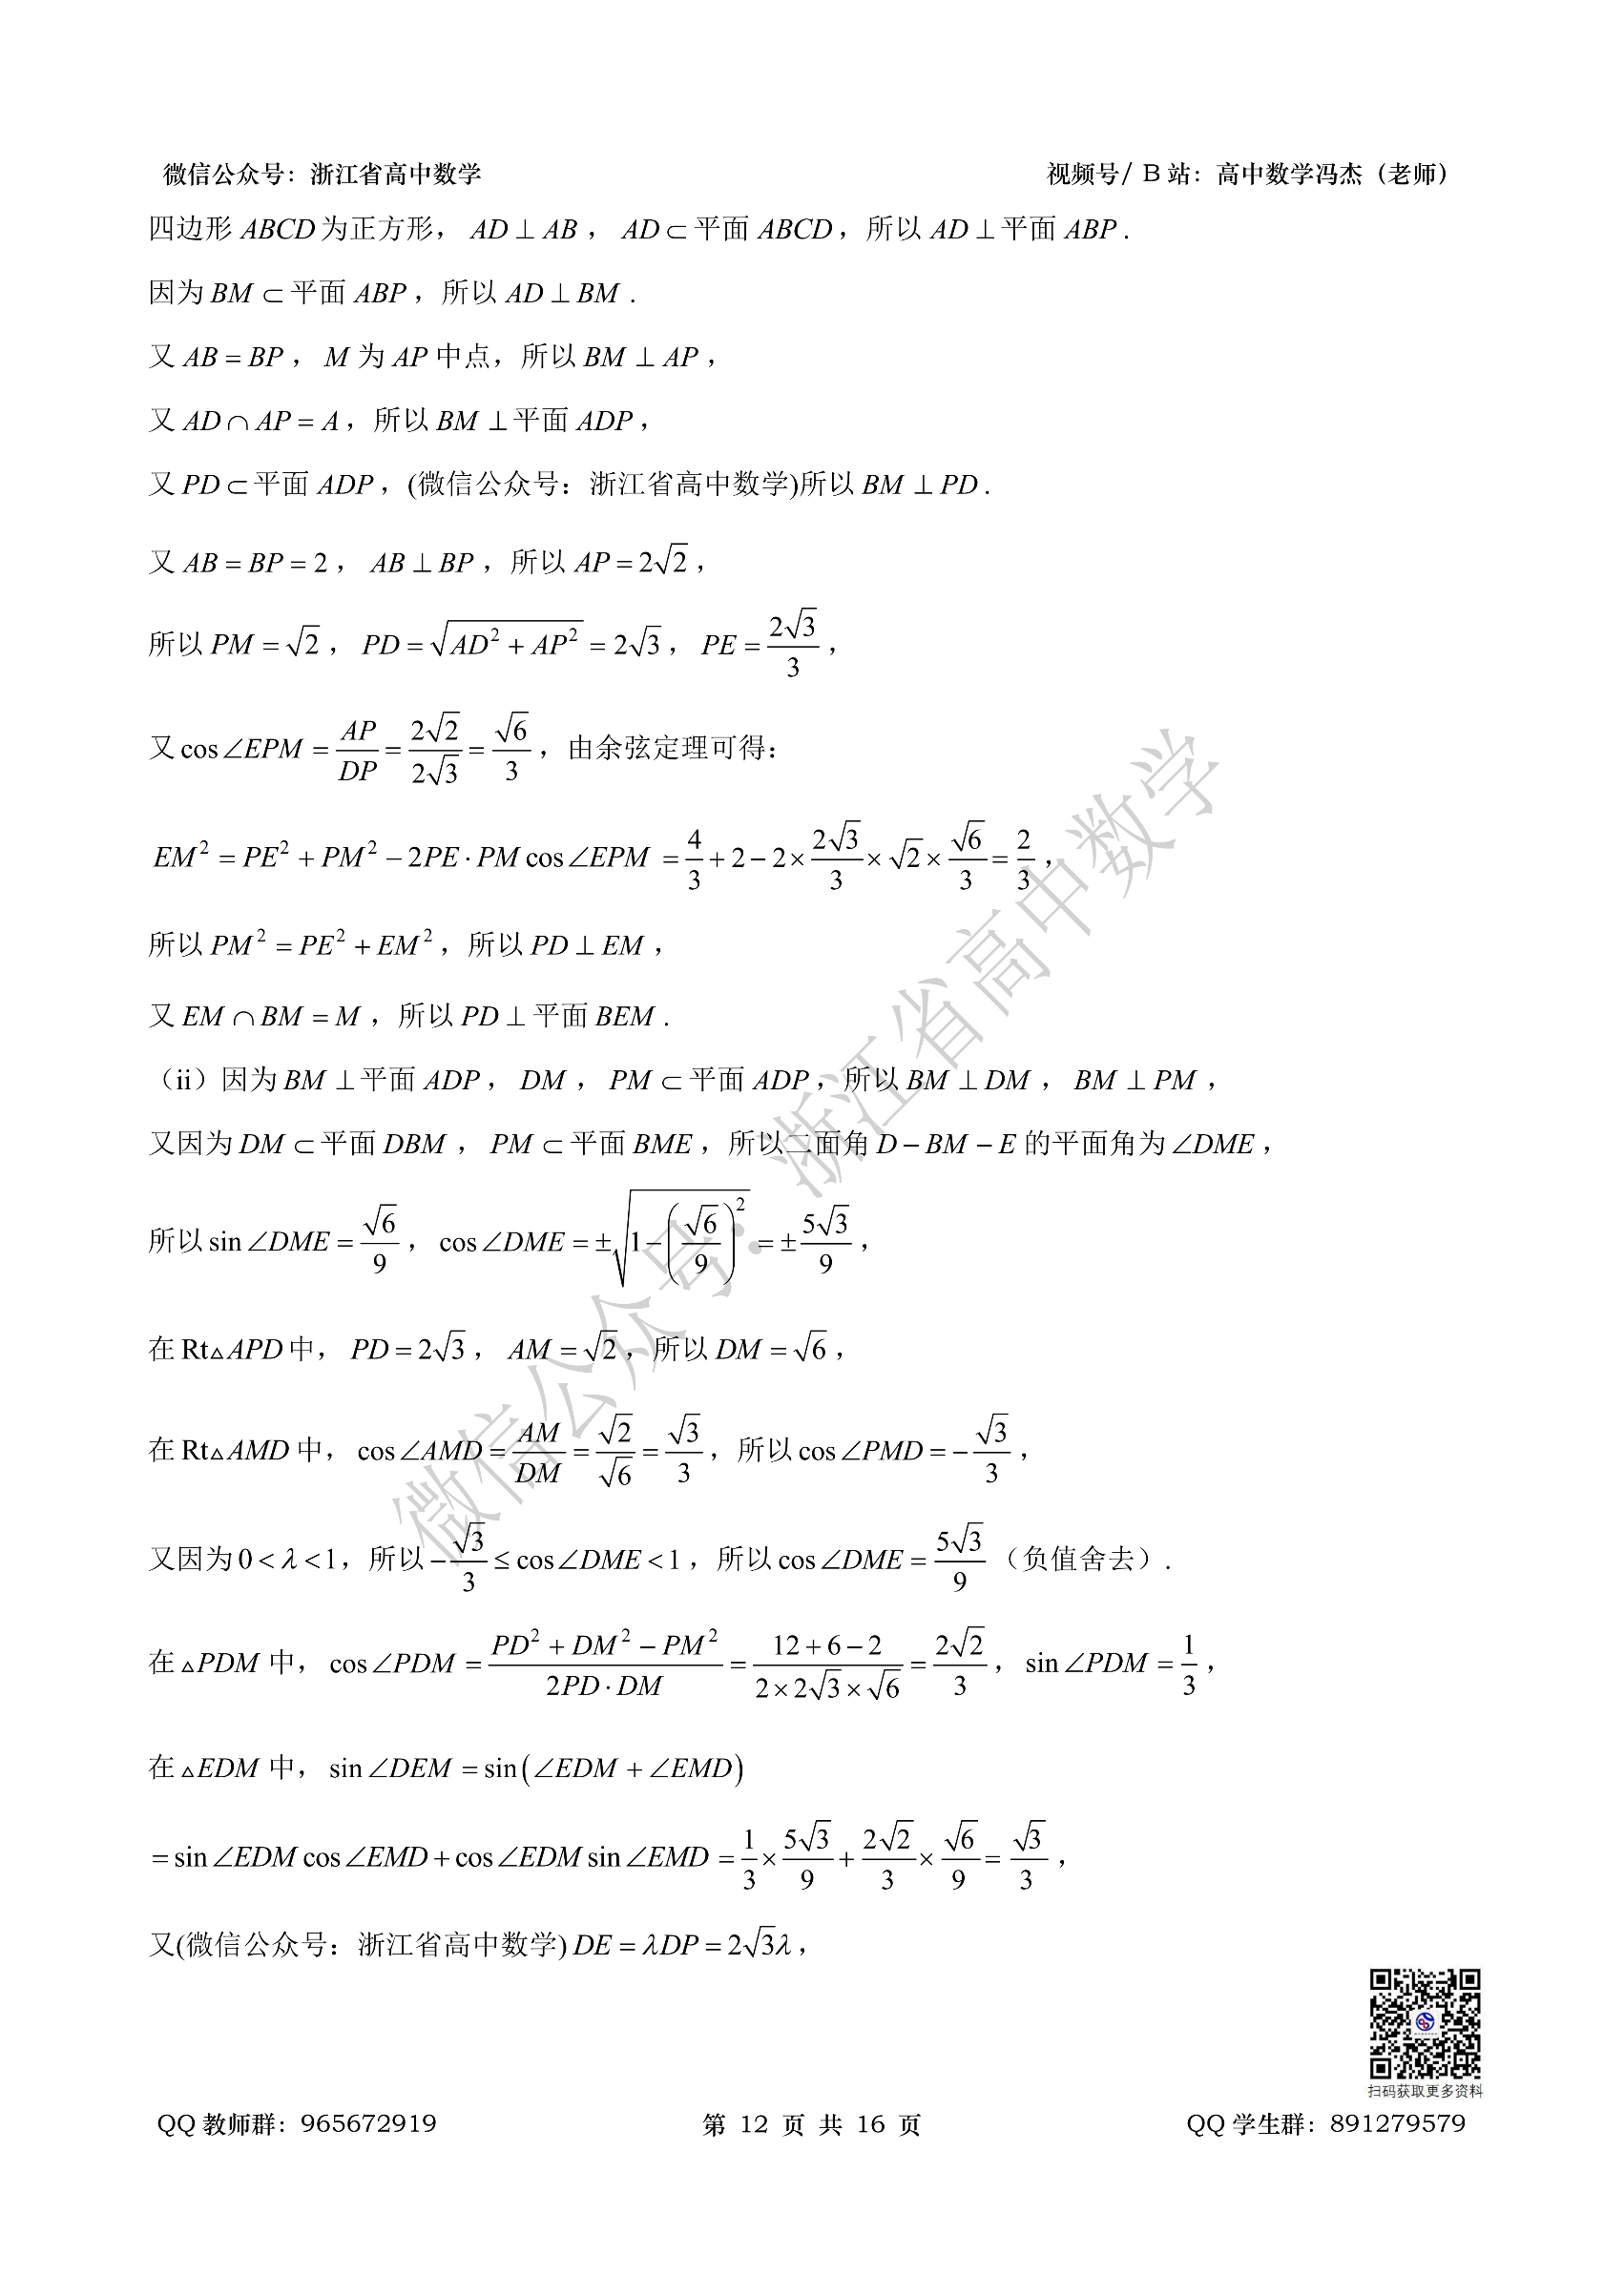 微信公众号：浙江省高中数学 视频号/ B 站：高中数学冯杰（老师）
四边形 ABCD 为正方形， AD ⊥ AB ， AD ⊂ 平面 ABCD，所以 AD ⊥ 平面 ABP .
因为 BM ⊂ 平面 ABP ，所以 AD ⊥ BM .
又 AB = BP ， M 为 AP 中点，所以 BM ⊥ AP ，
又 AD ∩ AP = A，所以 BM ⊥ 平面 ADP，
又 PD ⊂ 平面 ADP，(微信公众号：浙江省高中数学)所以 BM ⊥ PD .
又 AB = BP = 2 ， AB ⊥ BP ，所以 AP = 2√2 ，
所以 PM = √2 ， PD = √(AD² + AP²) = 2√3 ， PE = 2√3/3 ，
又 cos∠EPM = AP/DP = 2√2/2√3 = √6/3 ，由余弦定理可得：
EM² = PE² + PM² − 2PE · PM cos∠EPM = 4/3 + 2 − 2 × 2√3/3 × √2 × √6/3 = 2/3 ，
所以 PM² = PE² + EM² ，所以 PD ⊥ EM ，
又 EM ∩ BM = M ，所以 PD ⊥ 平面 BEM .
（ii）因为 BM ⊥ 平面 ADP， DM ， PM ⊂ 平面 ADP，所以 BM ⊥ DM ， BM ⊥ PM ，
又因为 DM ⊂ 平面 DBM ， PM ⊂ 平面 BME ，所以二面角 D − BM − E 的平面角为 ∠DME ，
所以 sin∠DME = √6/9 ， cos∠DME = ±√(1 − (√6/9)²) = ± 5√3/9 ，
在 Rt△APD 中， PD = 2√3 ， AM = √2 ，所以 DM = √6 ，
在 Rt△AMD 中， cos∠AMD = AM/DM = √2/√6 = √3/3 ，所以 cos∠PMD = − √3/3 ，
又因为 0 < λ < 1，所以 − √3/3 ≤ cos∠DME < 1 ，所以 cos∠DME = 5√3/9 （负值舍去）.
在 △PDM 中， cos∠PDM = (PD² + DM² − PM²)/(2PD · DM) = (12 + 6 − 2)/(2 × 2√3 × √6) = 2√2/3 ， sin∠PDM = 1/3 ，
在 △EDM 中， sin∠DEM = sin(∠EDM + ∠EMD)
= sin∠EDM cos∠EMD + cos∠EDM sin∠EMD = 1/3 × 5√3/9 + 2√2/3 × √6/9 = √3/3 ，
又(微信公众号：浙江省高中数学) DE = λDP = 2√3λ ，
微信公众号：浙江省高中数学
扫码获取更多资料
QQ 教师群：965672919 第 12 页 共 16 页 QQ 学生群：891279579